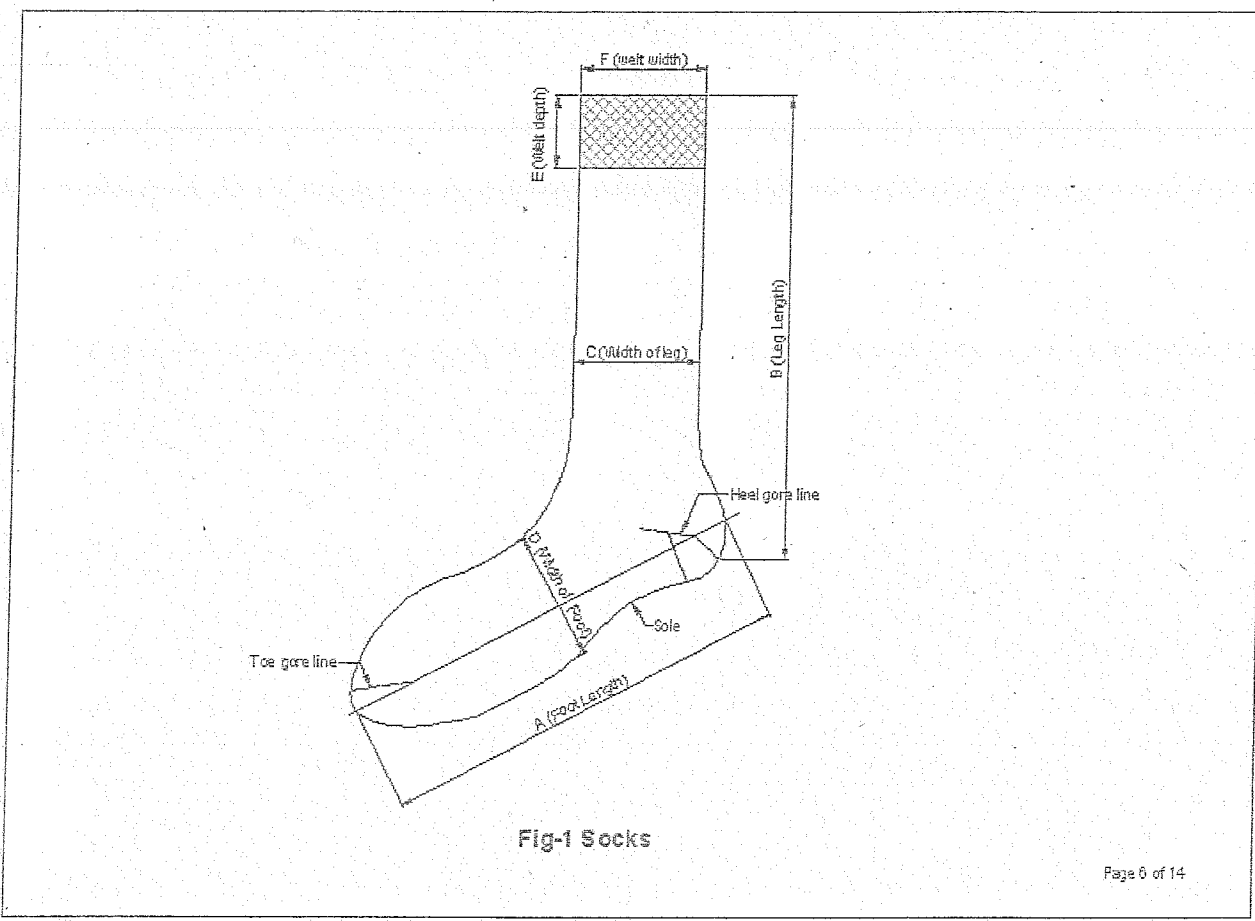 F (welt width)
E (Welt depth)
B (Leg Length)
C (Width of leg)
Heel gore line
D (Width of foot)
Sole
Toe gore line
A (Foot Length)
Fig-1 Socks
Page 6 of 14